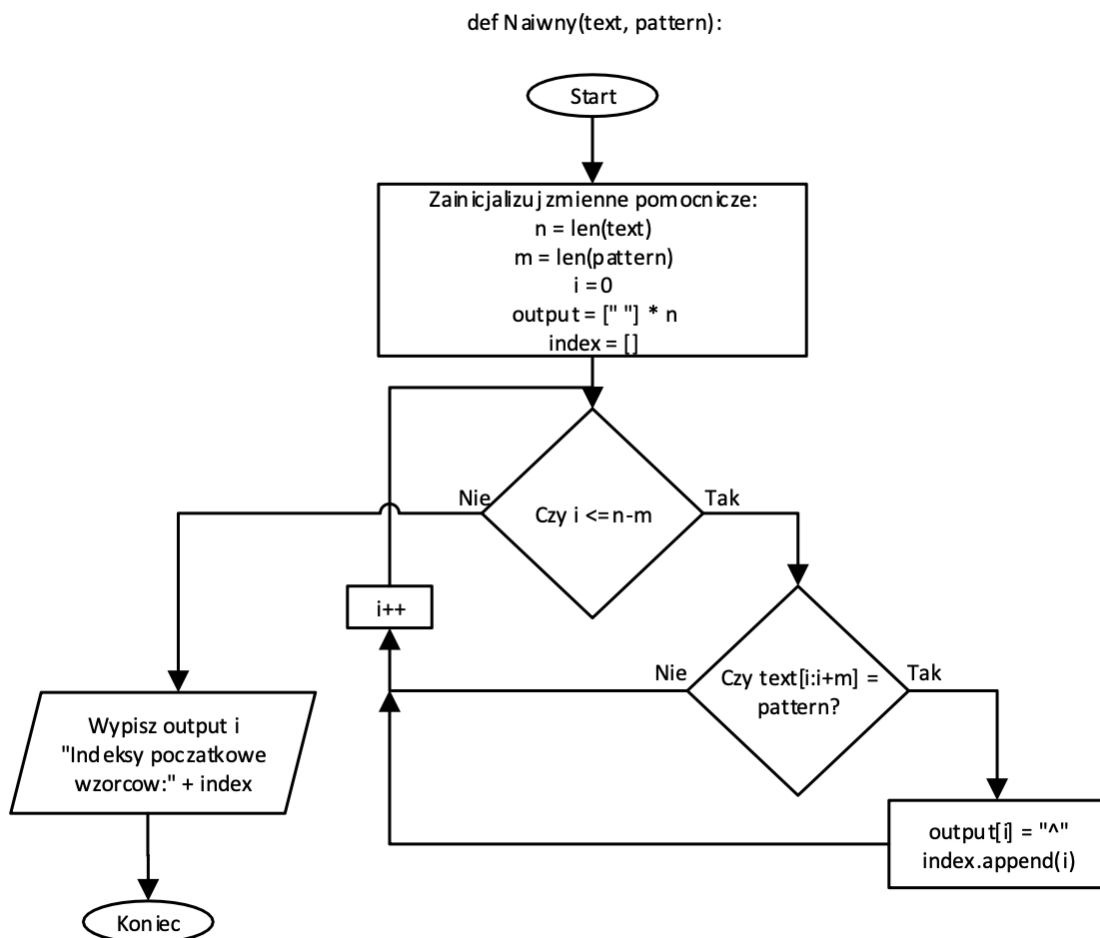 def Naiwny(text, pattern):
Start
Zainicjalizuj zmienne pomocnicze:
n = len(text)
m = len(pattern)
i = 0
output = [" "] * n
index = []
Nie
Czy i <= n-m
Tak
i++
Nie
Czy text[i:i+m] =
pattern?
Tak
Wypisz output i
"Indeksy poczatkowe
wzorcow:" + index
output[i] = "^"
index.append(i)
Koniec